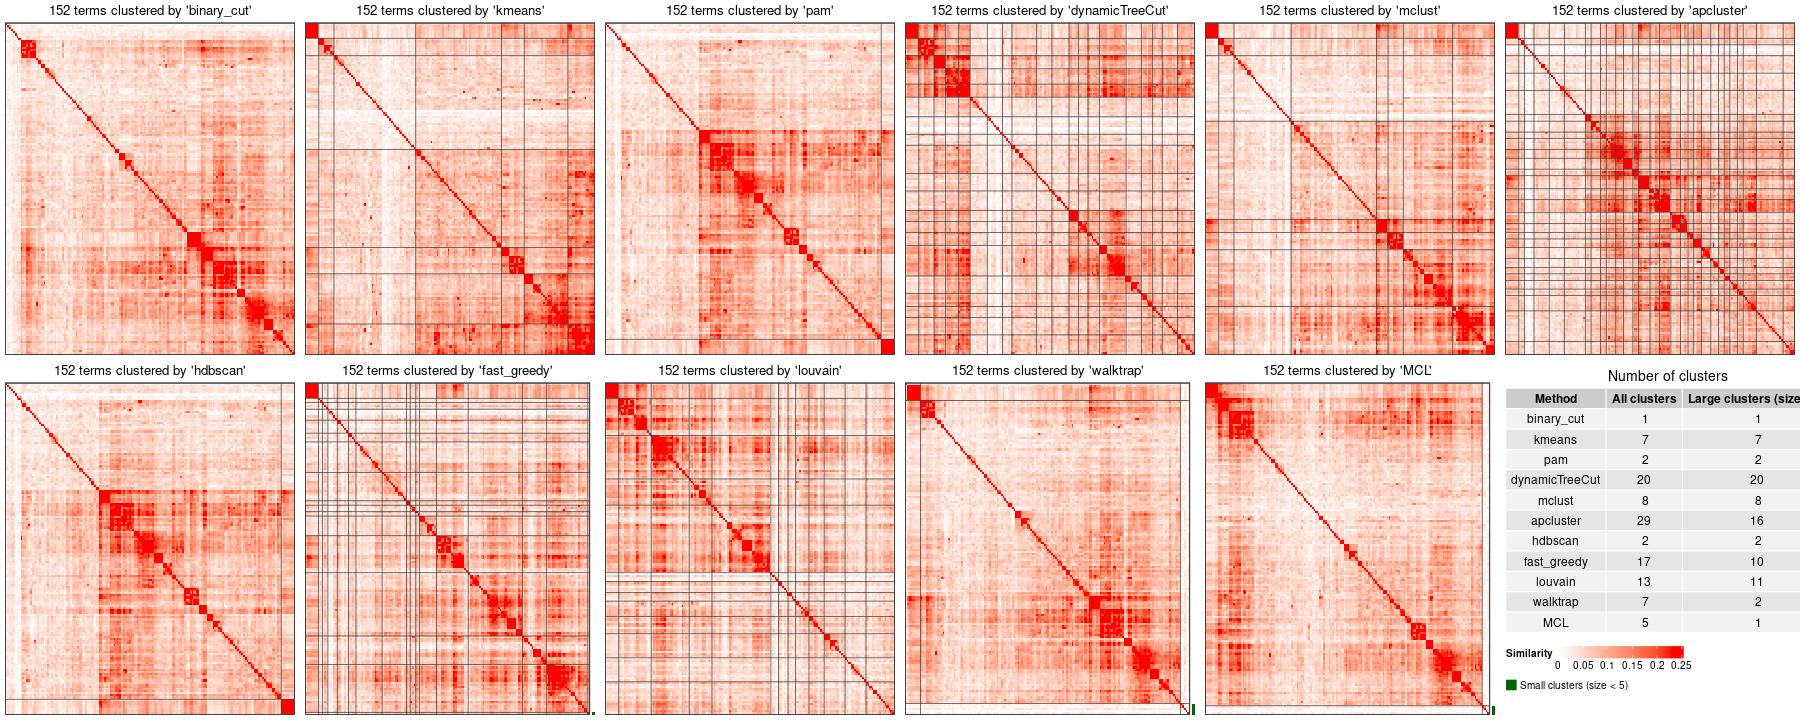 152 terms clustered by 'binary_cut'
152 terms clustered by 'kmeans'
152 terms clustered by 'pam'
152 terms clustered by 'dynamicTreeCut'
152 terms clustered by 'mclust'
152 terms clustered by 'apcluster'
152 terms clustered by 'hdbscan'
152 terms clustered by 'fast_greedy'
152 terms clustered by 'louvain'
152 terms clustered by 'walktrap'
152 terms clustered by 'MCL'
Number of clusters
Method All clusters Large clusters (size
binary_cut 1 1
kmeans 7 7
pam 2 2
dynamicTreeCut 20 20
mclust 8 8
apcluster 29 16
hdbscan 2 2
fast_greedy 17 10
louvain 13 11
walktrap 7 2
MCL 5 1
Similarity
0 0.05 0.1 0.15 0.2 0.25
Small clusters (size < 5)